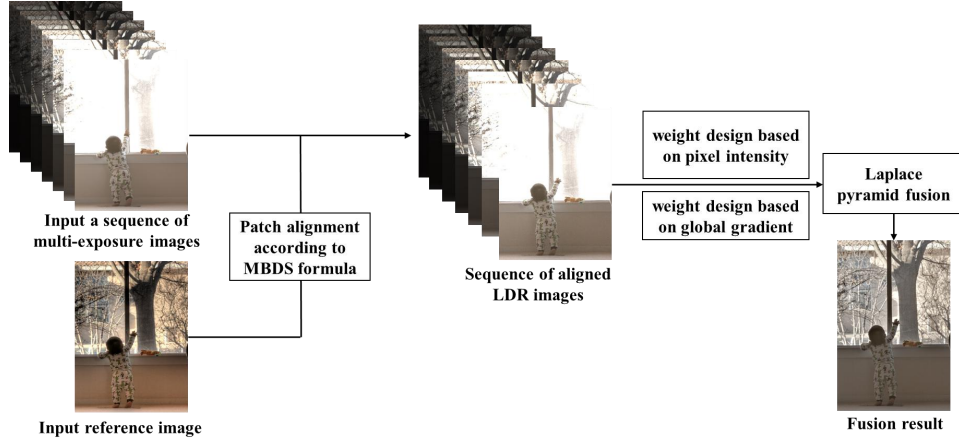 Input a sequence of
multi-exposure images
Patch alignment
according to
MBDS formula
Input reference image
Sequence of aligned
LDR images
weight design based
on pixel intensity
weight design based
on global gradient
Laplace
pyramid fusion
Fusion result